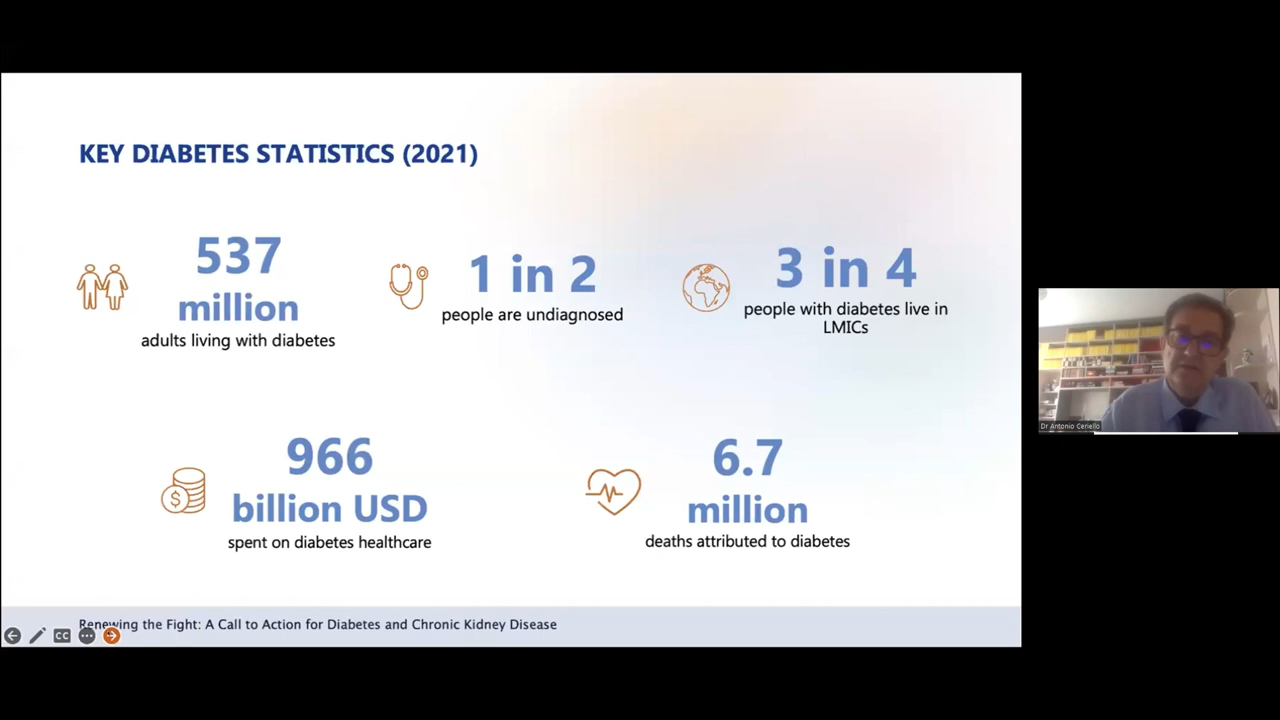 KEY DIABETES STATISTICS (2021)
537
million
adults living with diabetes
1 in 2
people are undiagnosed
3 in 4
people with diabetes live in
LMICs
966
billion USD
spent on diabetes healthcare
6.7
million
deaths attributed to diabetes
Renewing the Fight: A Call to Action for Diabetes and Chronic Kidney Disease
CC
Dr Antonio Ceriello